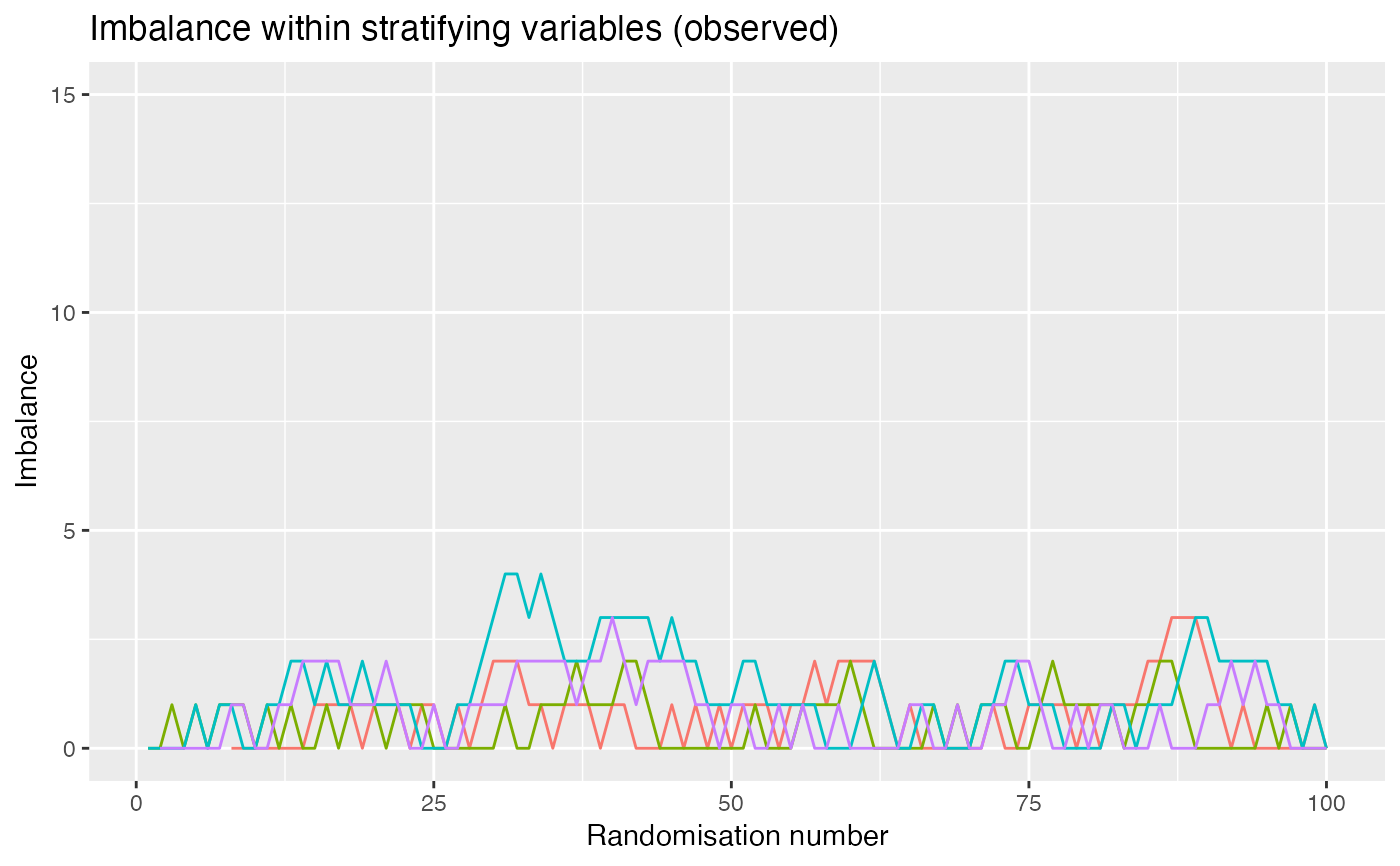 Imbalance within stratifying variables (observed)
15
10
5
0
Imbalance
0 25 50 75 100
Randomisation number